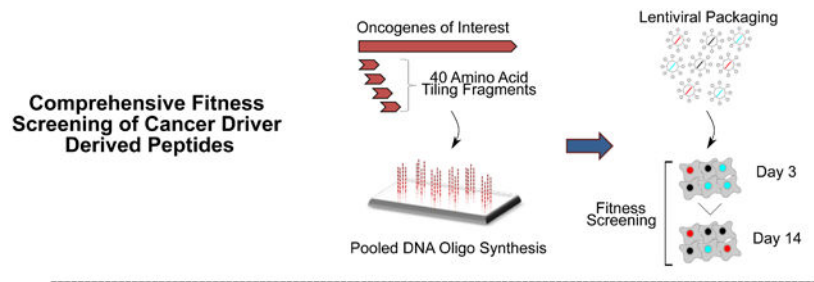 Comprehensive Fitness
Screening of Cancer Driver
Derived Peptides
Oncogenes of Interest
40 Amino Acid
Tiling Fragments
Pooled DNA Oligo Synthesis
Lentiviral Packaging
Fitness
Screening
Day 3
Day 14